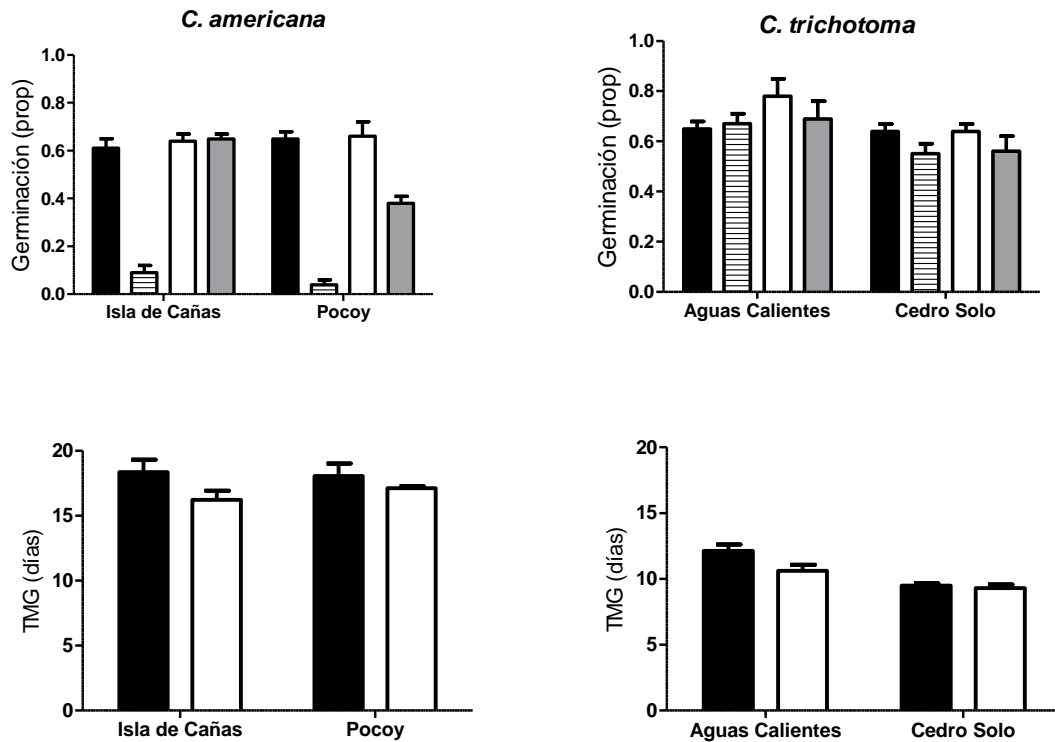 C. americana
Germinación (prop)
1.0
0.8
0.6
0.4
0.2
0.0
Isla de Cañas
Pocoy
C. trichotoma
Germinación (prop)
1.0
0.8
0.6
0.4
0.2
0.0
Aguas Calientes
Cedro Solo
TMG (días)
20
15
10
5
0
Isla de Cañas
Pocoy
TMG (días)
20
15
10
5
0
Aguas Calientes
Cedro Solo